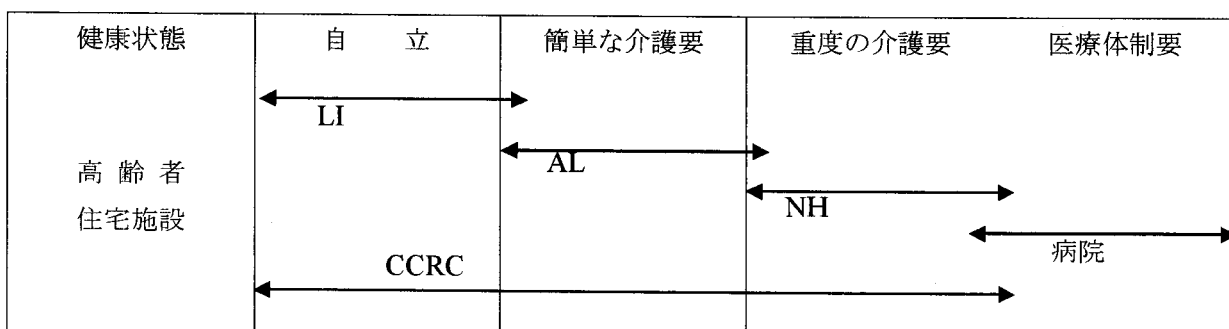 健康状態 自 立 簡単な介護要 重度の介護要 医療体制要
LI
AL
高 齢 者
NH
住宅施設
病院
CCRC